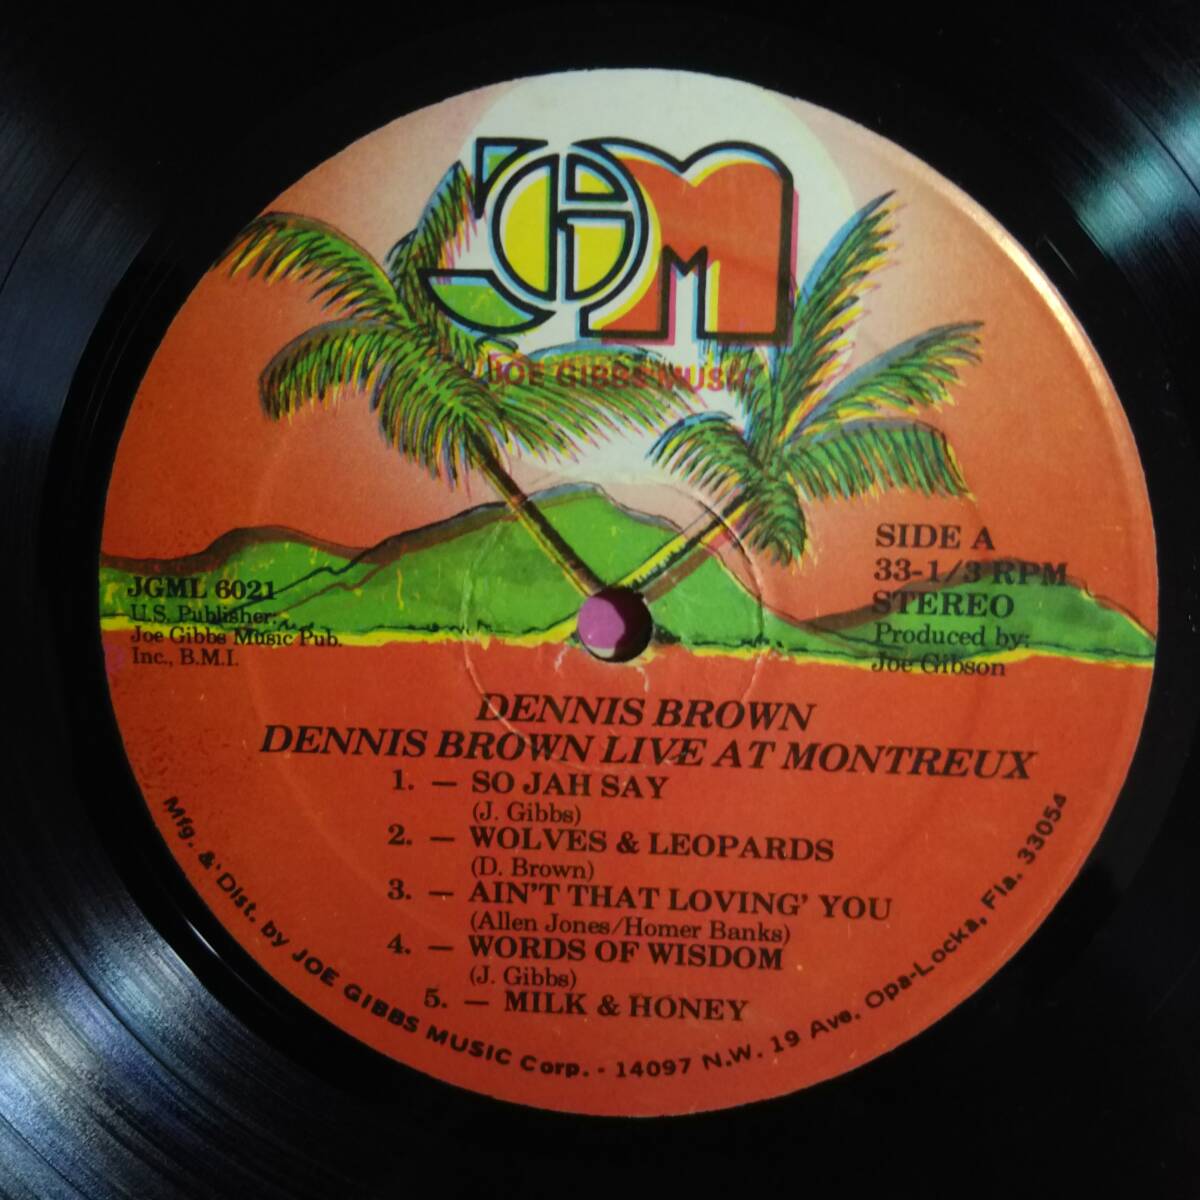 JGM
JOE GIBBS MUSIC
SIDE A
33-1/3 RPM
STEREO
Produced by:
Joe Gibson
JGML 6021
U.S. Publisher:
Joe Gibbs Music Pub.
Inc., B.M.I.
DENNIS BROWN
DENNIS BROWN LIVE AT MONTREUX
1. — SO JAH SAY
(J. Gibbs)
2. — WOLVES & LEOPARDS
(D. Brown)
3. — AIN'T THAT LOVING' YOU
(Allen Jones/Homer Banks)
4. — WORDS OF WISDOM
(J. Gibbs)
5. — MILK & HONEY
Mfg. & Dist. by JOE GIBBS MUSIC Corp. - 14097 N.W. 19 Ave. Opa-Locka, Fla. 33054